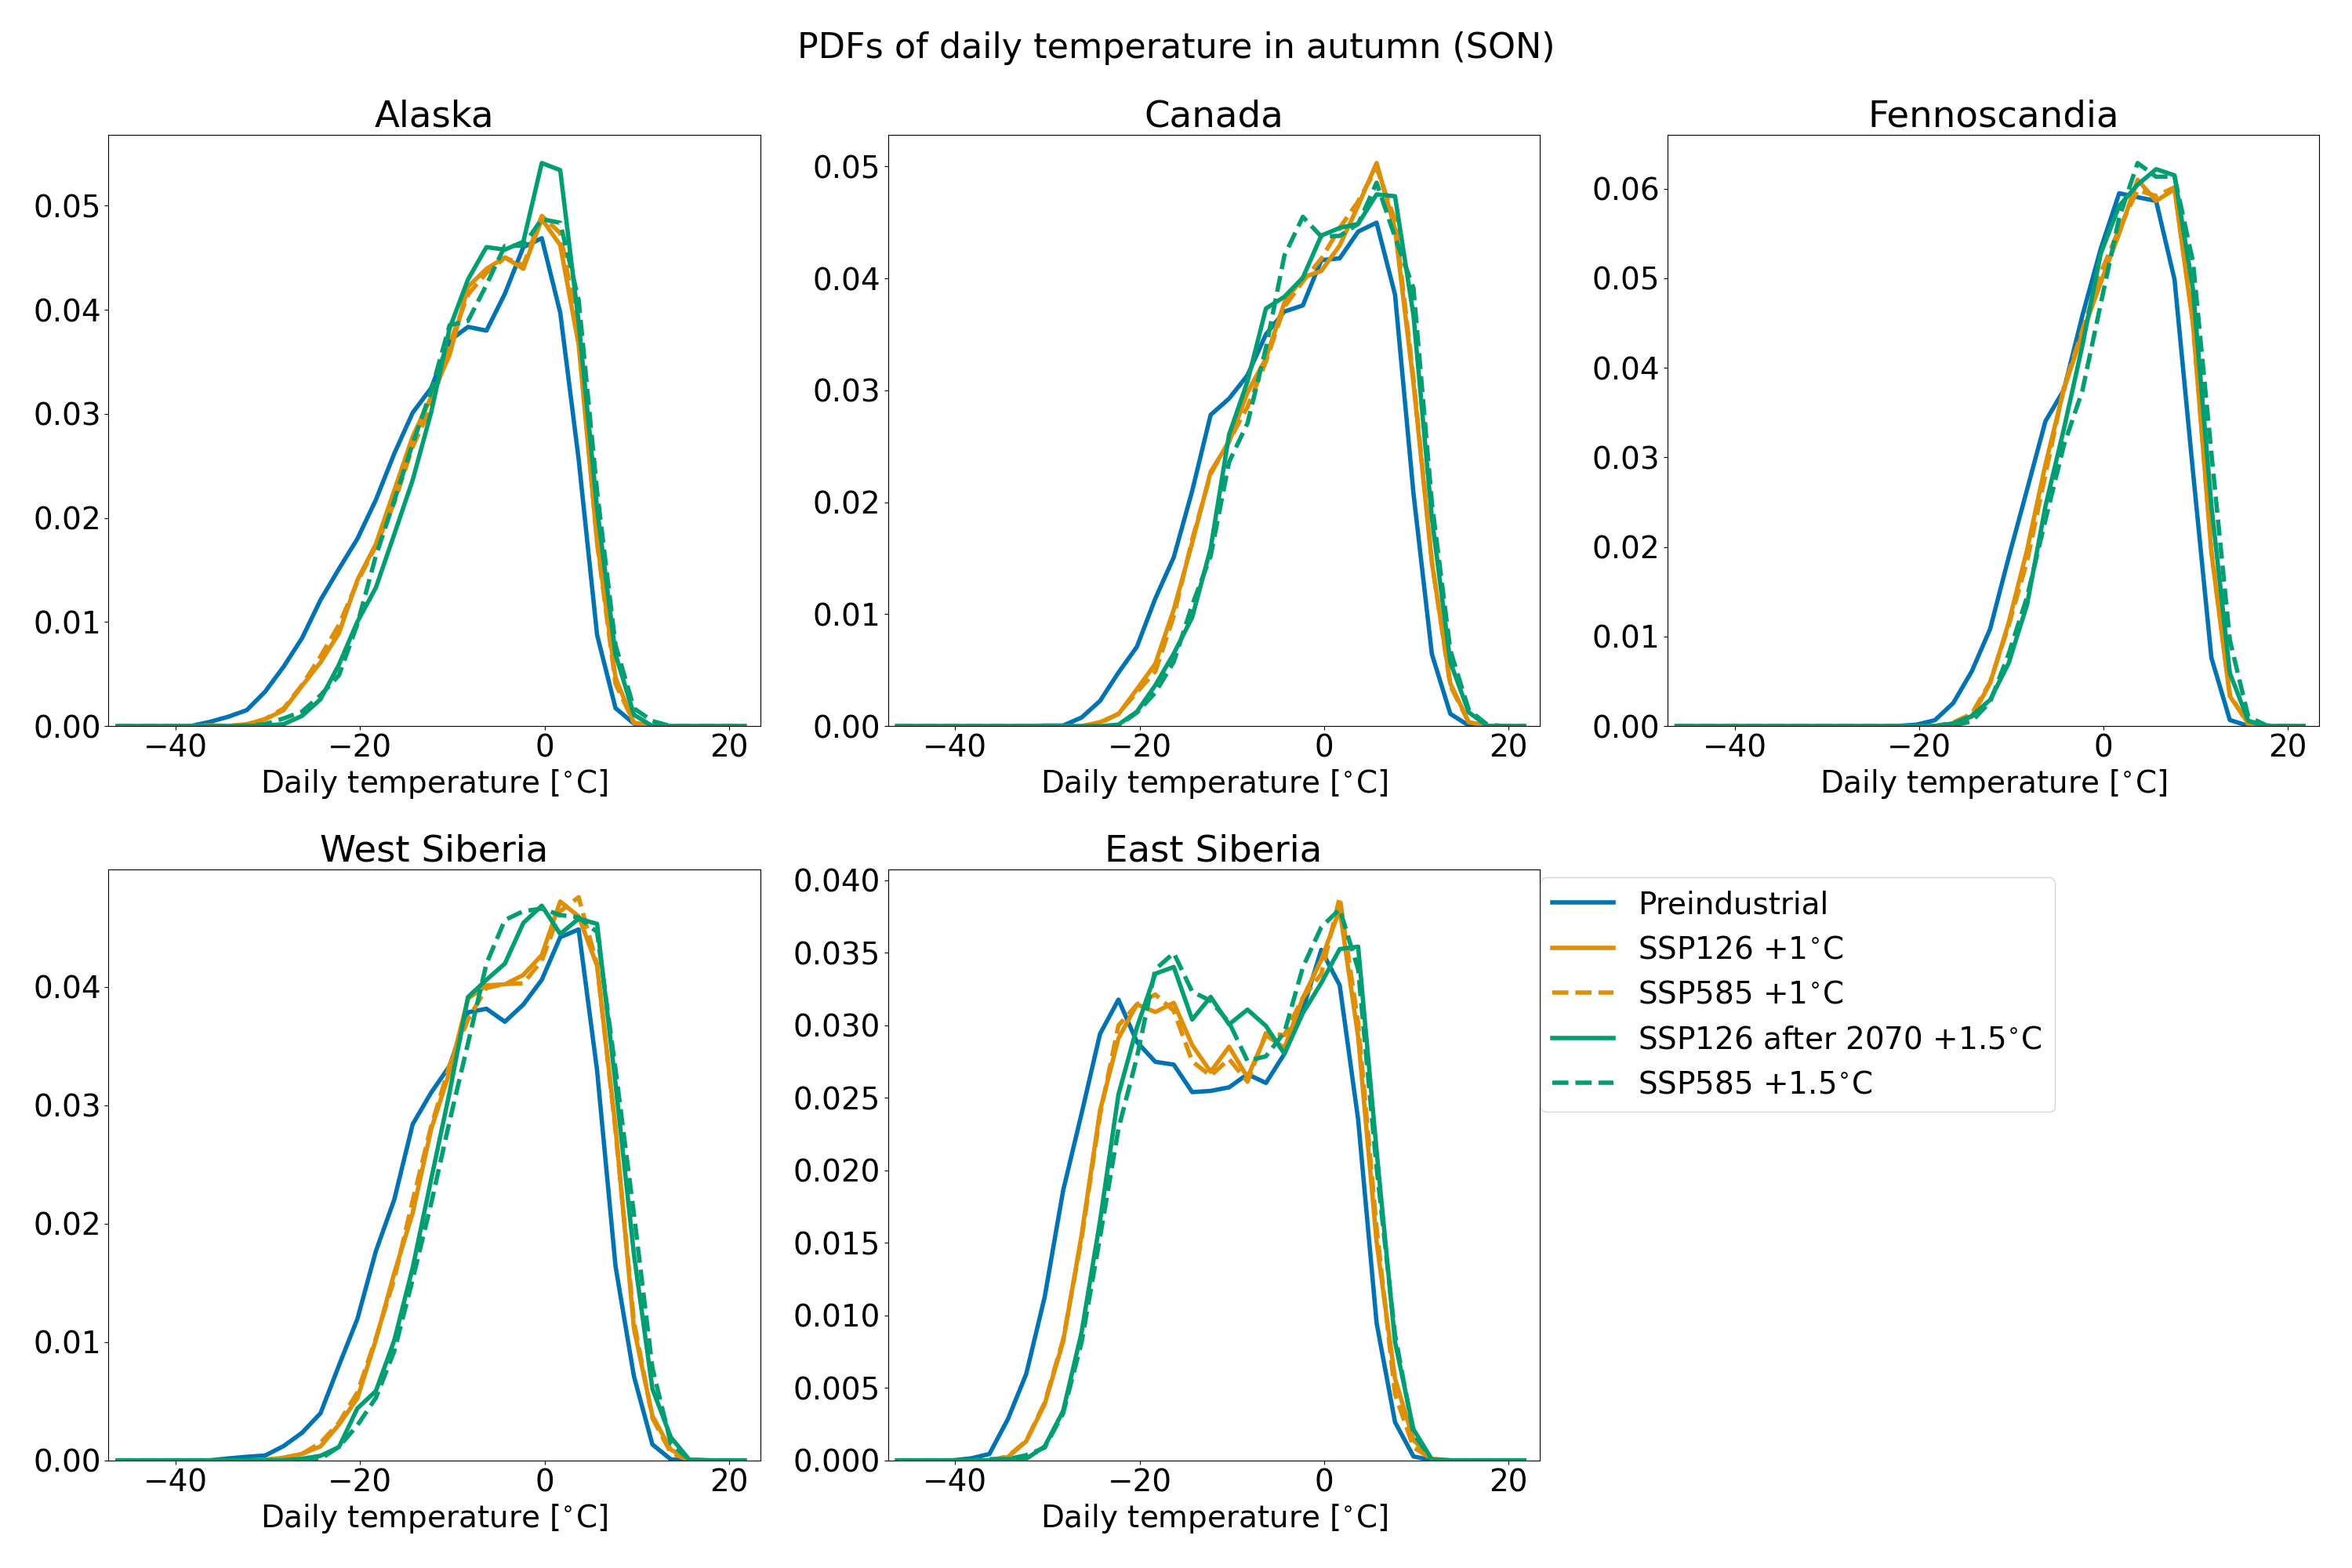 PDFs of daily temperature in autumn (SON)
Alaska
0.05
0.04
0.03
0.02
0.01
0.00
−40 −20 0 20
Daily temperature [°C]
Canada
0.05
0.04
0.03
0.02
0.01
0.00
−40 −20 0 20
Daily temperature [°C]
Fennoscandia
0.06
0.05
0.04
0.03
0.02
0.01
0.00
−40 −20 0 20
Daily temperature [°C]
West Siberia
0.04
0.03
0.02
0.01
0.00
−40 −20 0 20
Daily temperature [°C]
East Siberia
0.040
0.035
0.030
0.025
0.020
0.015
0.010
0.005
0.000
−40 −20 0 20
Daily temperature [°C]
Preindustrial
SSP126 +1°C
SSP585 +1°C
SSP126 after 2070 +1.5°C
SSP585 +1.5°C